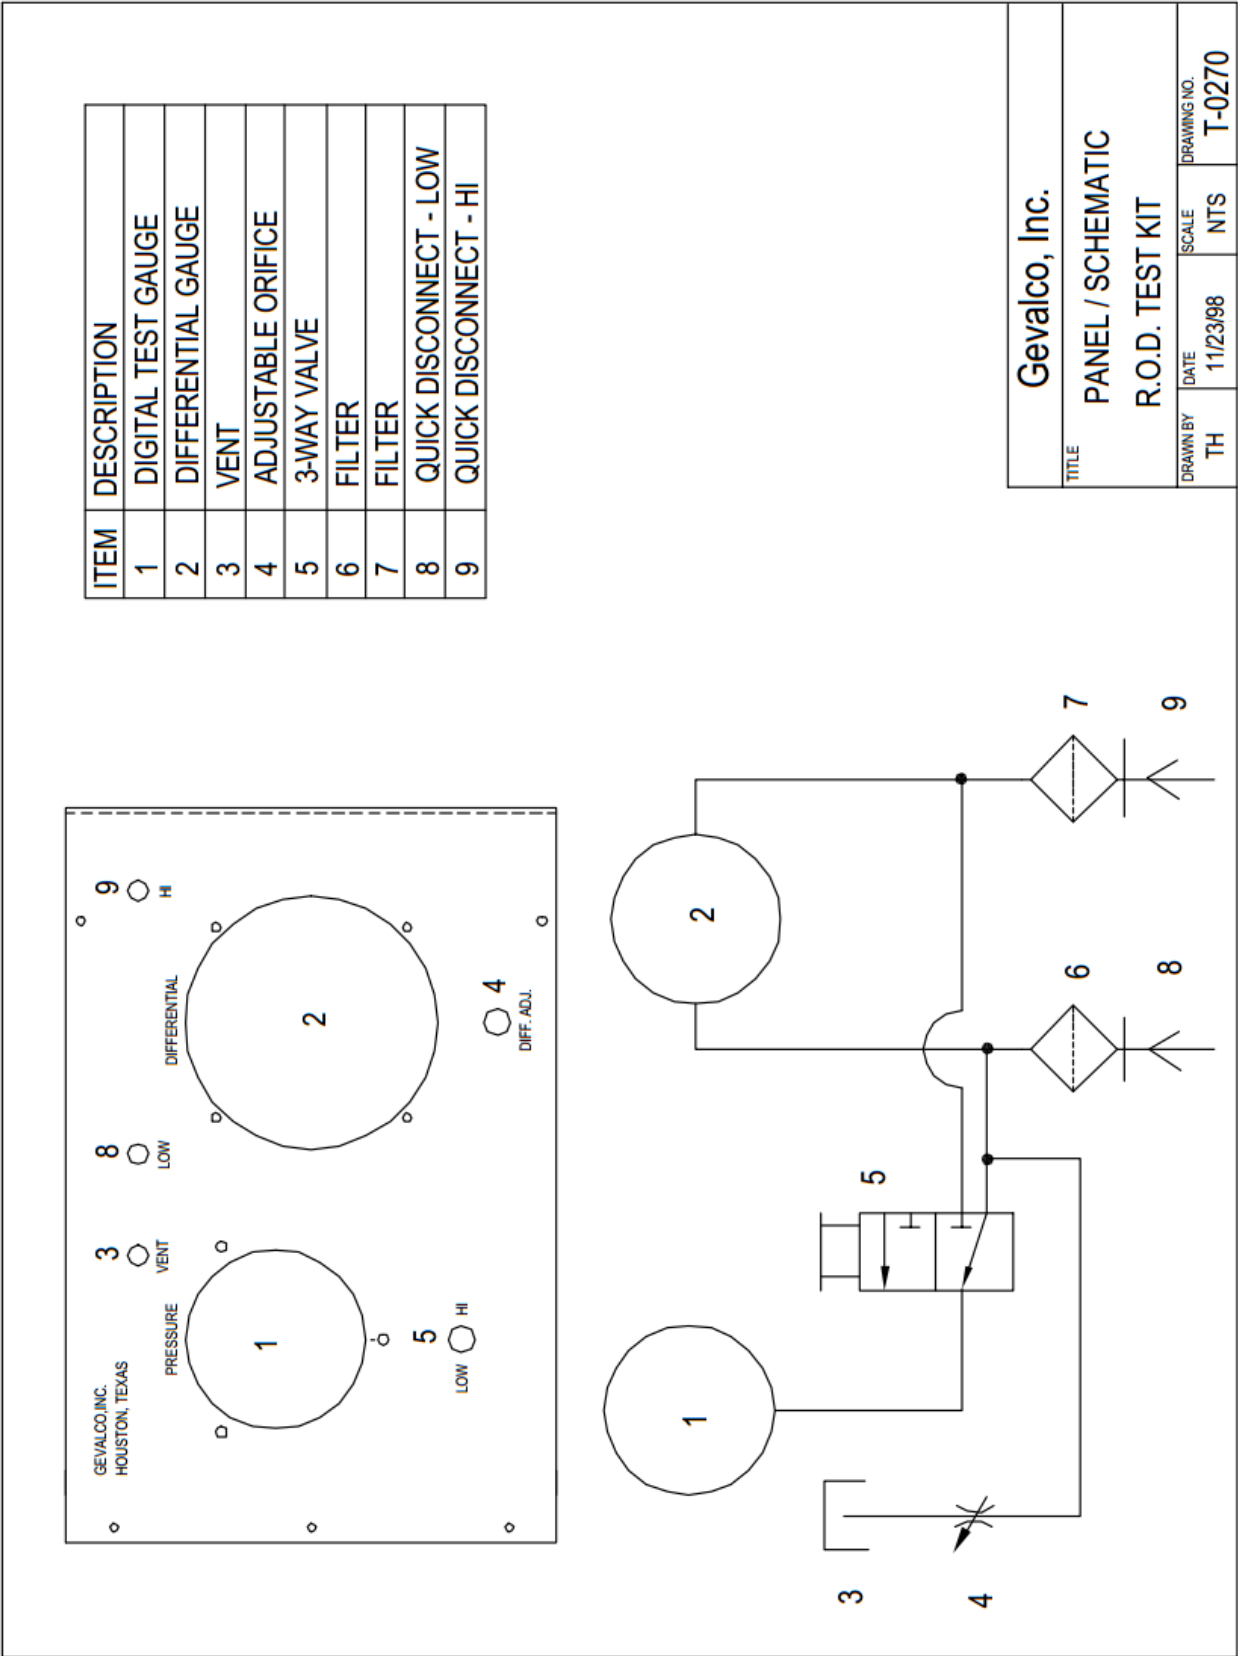 GEVALCO,INC.
HOUSTON, TEXAS
3
VENT
8
LOW
9
HI
PRESSURE
1
DIFFERENTIAL
2
5
LOW
HI
4
DIFF. ADJ.
ITEM DESCRIPTION
1 DIGITAL TEST GAUGE
2 DIFFERENTIAL GAUGE
3 VENT
4 ADJUSTABLE ORIFICE
5 3-WAY VALVE
6 FILTER
7 FILTER
8 QUICK DISCONNECT - LOW
9 QUICK DISCONNECT - HI
1
2
3
4
5
6
7
8
9
Gevalco, Inc.
TITLE
PANEL / SCHEMATIC
R.O.D. TEST KIT
DRAWN BY DATE SCALE DRAWING NO.
TH 11/23/98 NTS T-0270